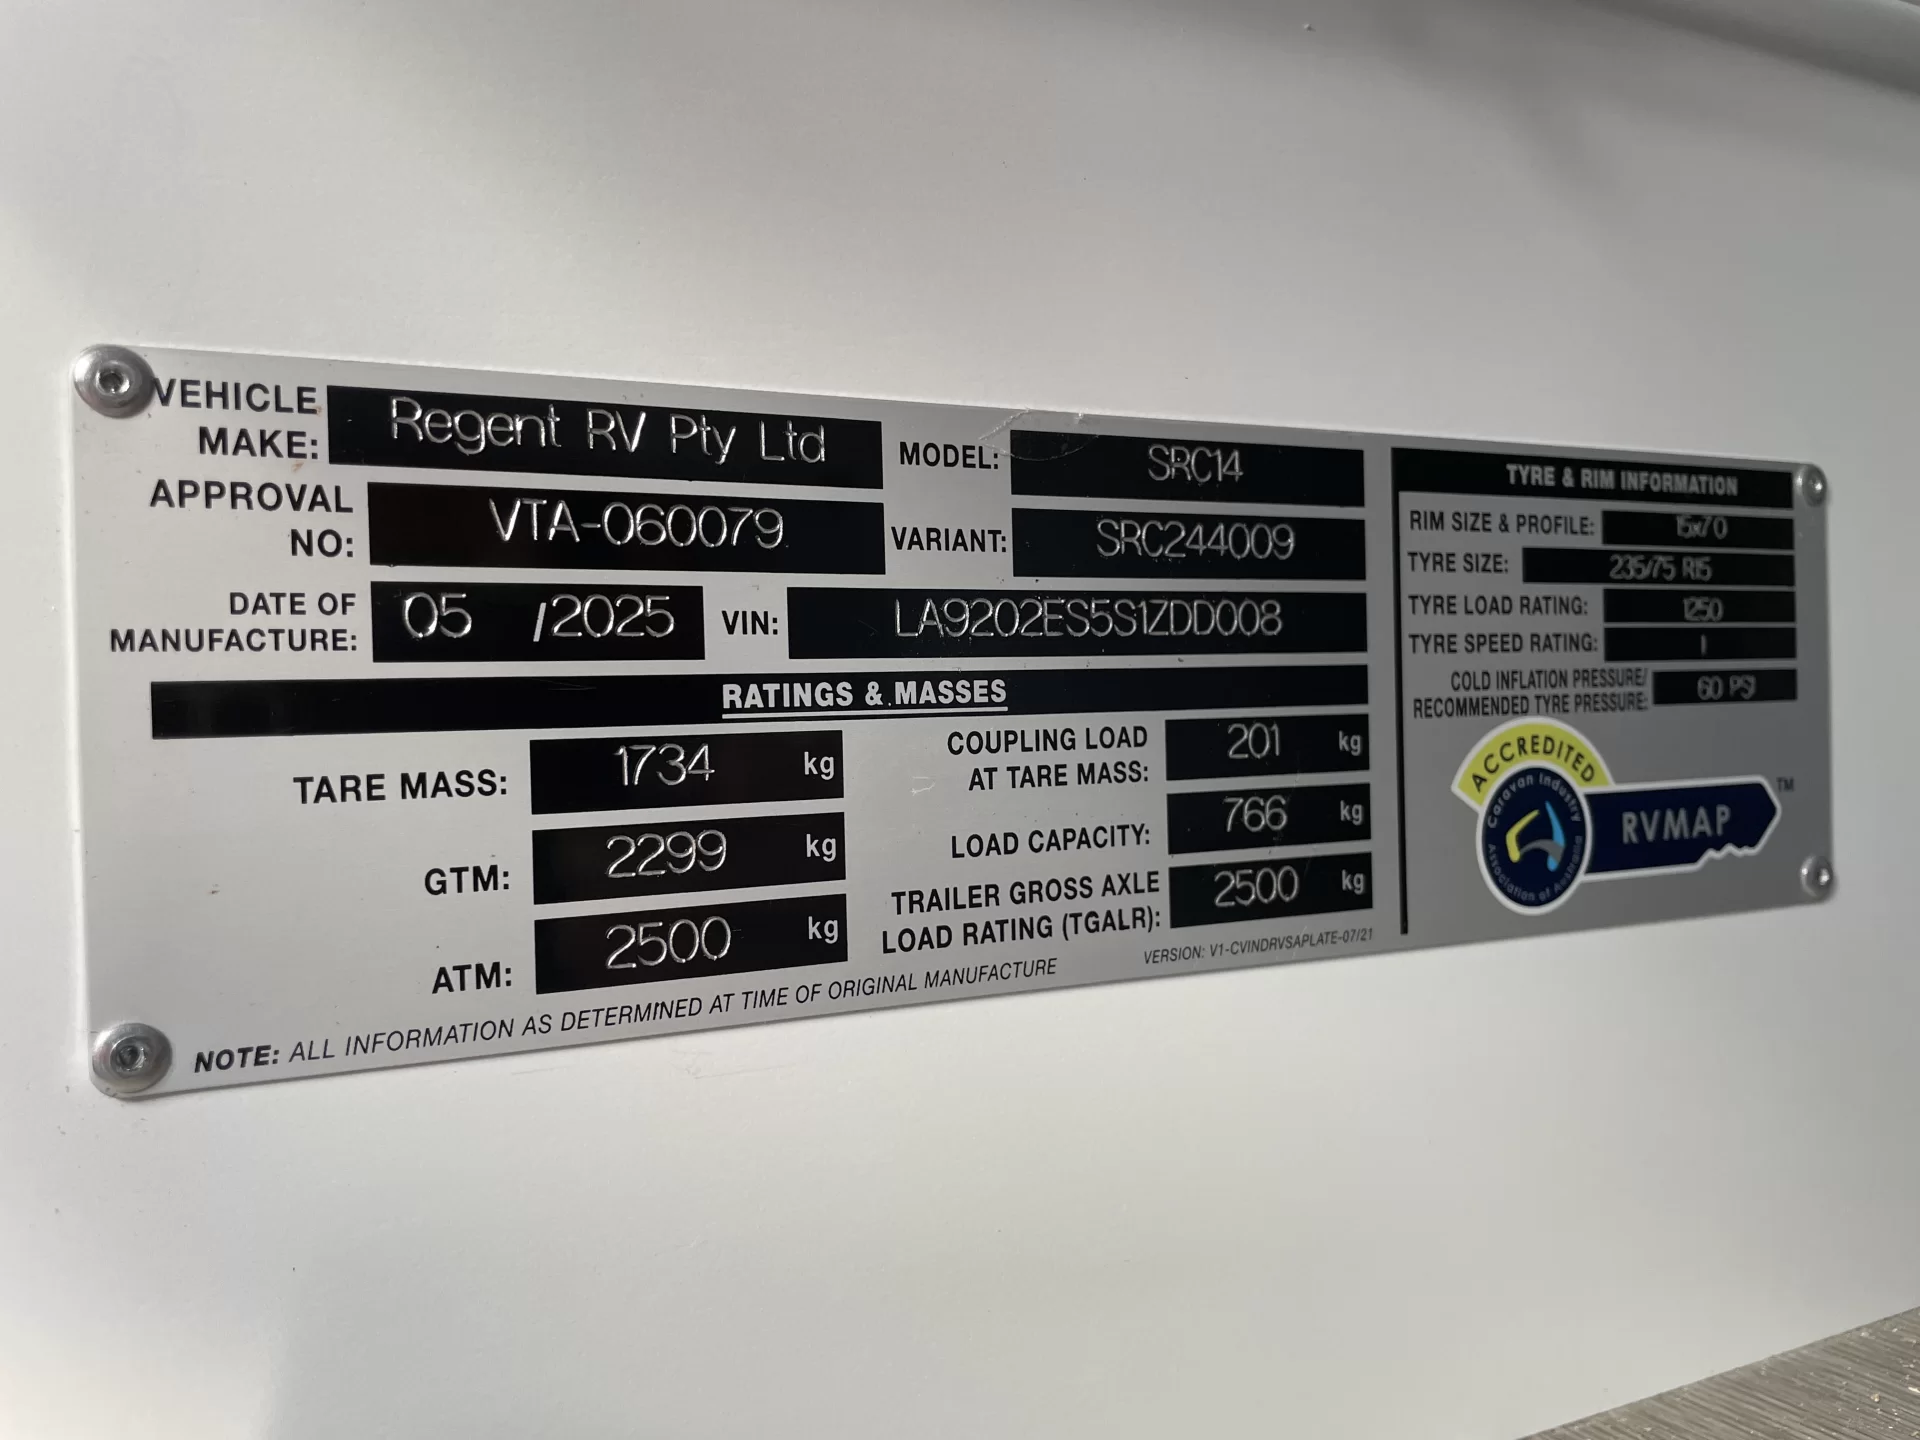 VEHICLE MAKE: Regent RV Pty Ltd
MODEL: SRC14
APPROVAL NO: VTA-060079
VARIANT: SRC244009
DATE OF MANUFACTURE: 05 /2025
VIN: LA9202ES5S1ZDD008
RATINGS & MASSES
TARE MASS: 1734 kg
GTM: 2299 kg
ATM: 2500 kg
COUPLING LOAD AT TARE MASS: 201 kg
LOAD CAPACITY: 766 kg
TRAILER GROSS AXLE LOAD RATING (TGALR): 2500 kg
NOTE: ALL INFORMATION AS DETERMINED AT TIME OF ORIGINAL MANUFACTURE
VERSION: V1-CVINDRVSAPLATE-07/21
TYRE & RIM INFORMATION
RIM SIZE & PROFILE: 15x7.0
TYRE SIZE: 235/75 R15
TYRE LOAD RATING: 1250
TYRE SPEED RATING:
COLD INFLATION PRESSURE/ RECOMMENDED TYRE PRESSURE: 60 PSI
ACCREDITED
Caravan Industry Association of Australia
RVMAP TM